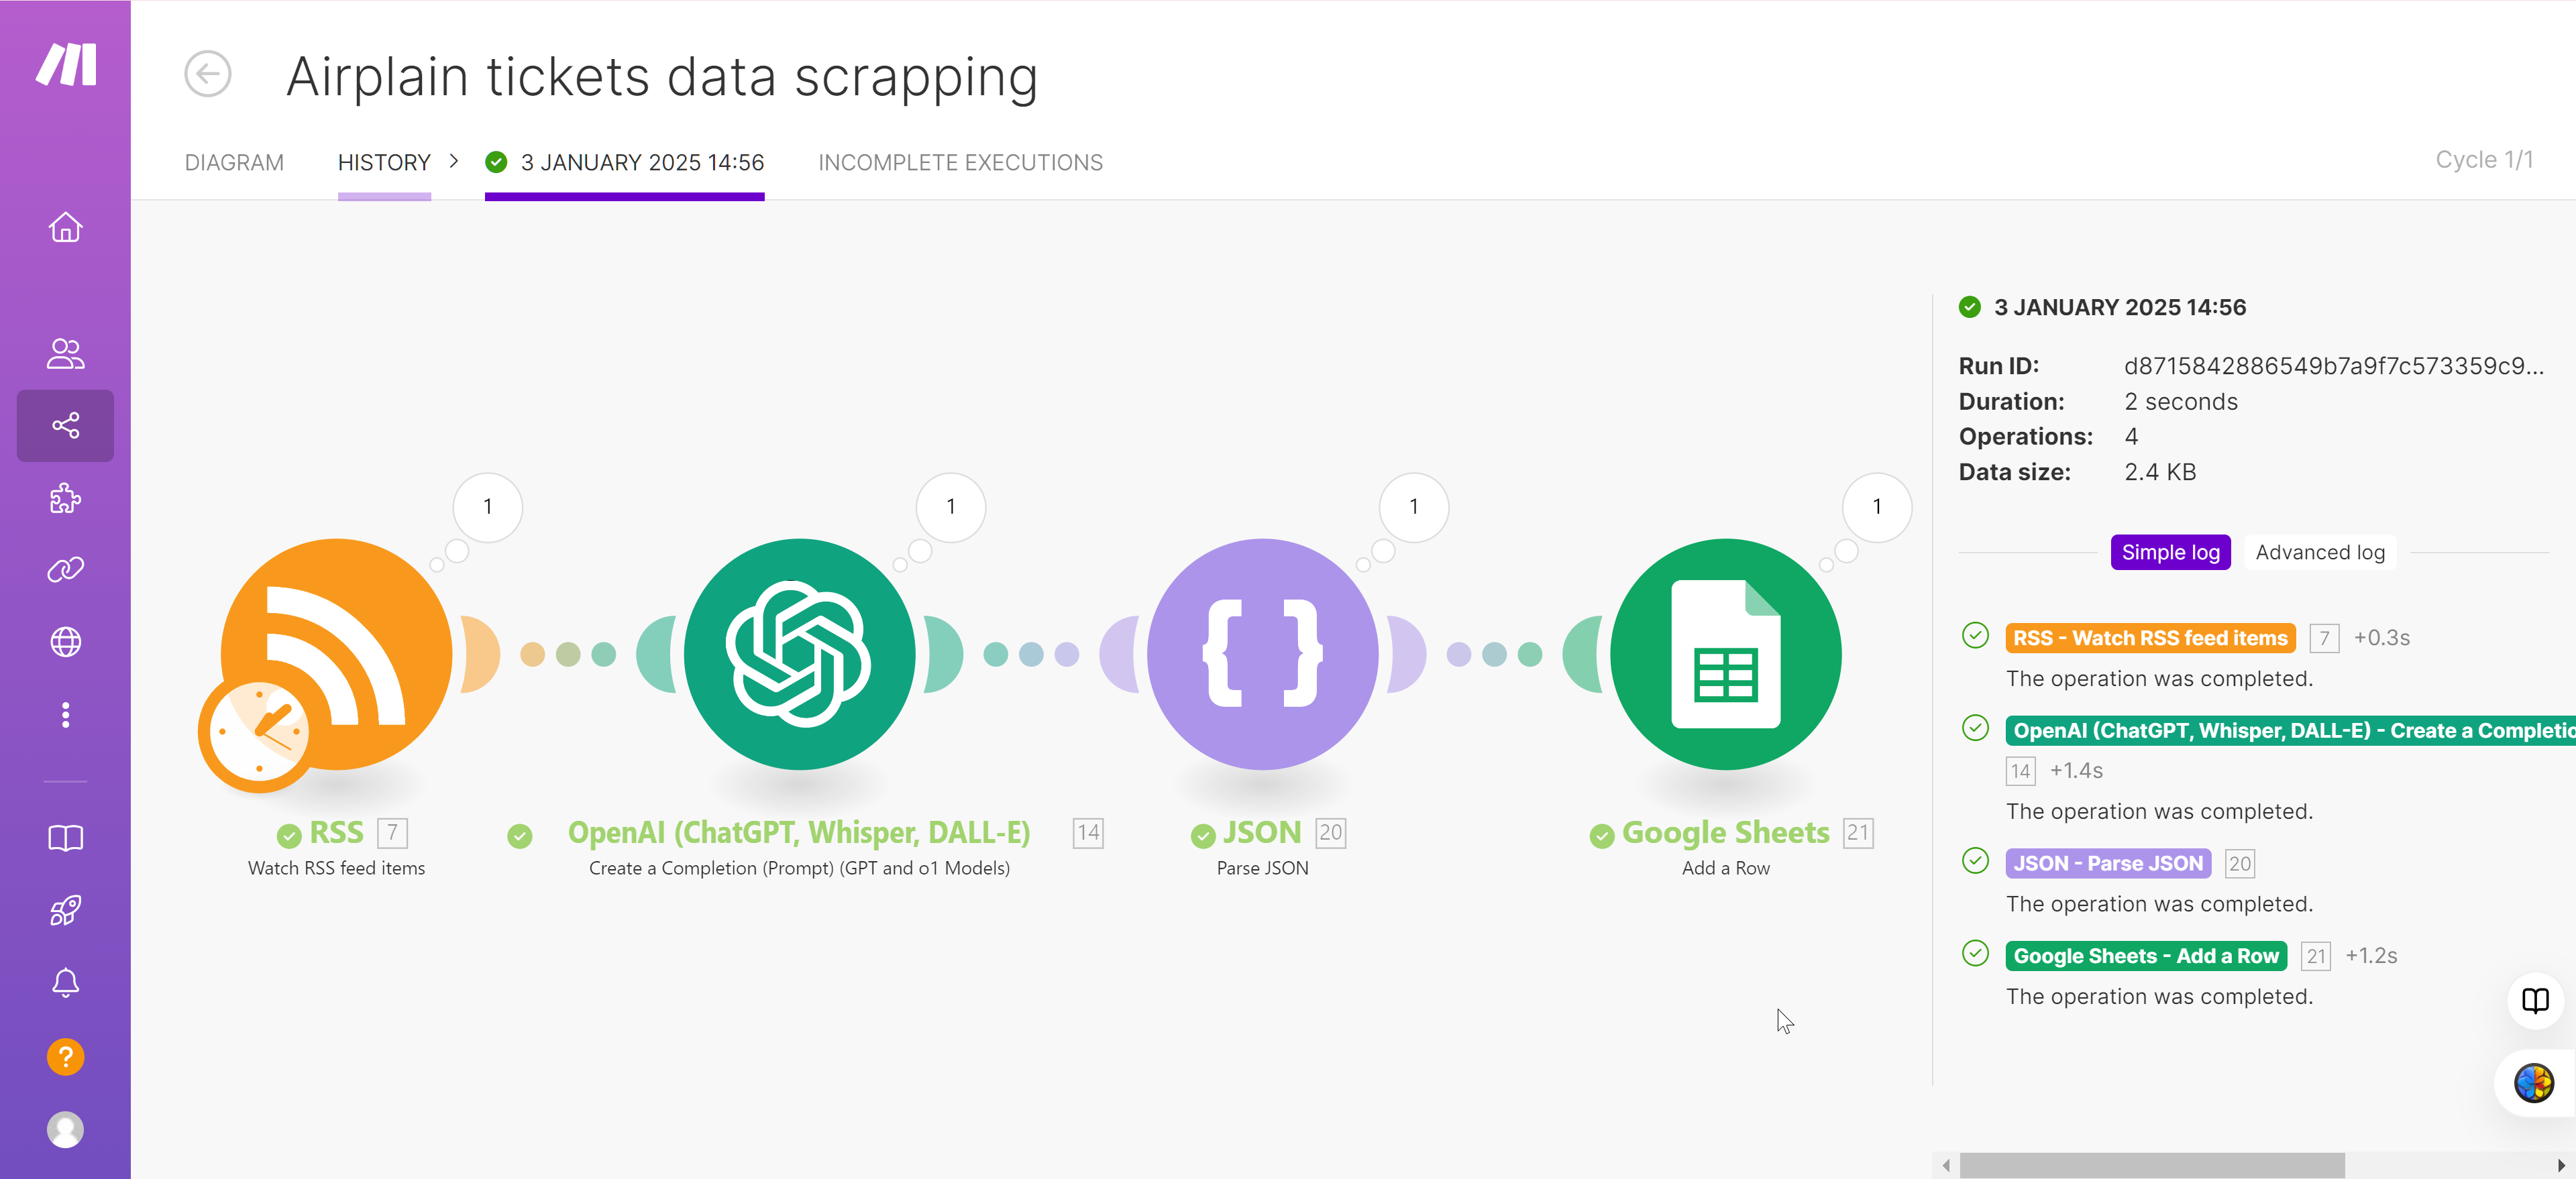 Airplain tickets data scrapping
DIAGRAM
HISTORY
3 JANUARY 2025 14:56
INCOMPLETE EXECUTIONS
Cycle 1/1
1
1
1
1
RSS 7
Watch RSS feed items
OpenAI (ChatGPT, Whisper, DALL-E) 14
Create a Completion (Prompt) (GPT and o1 Models)
JSON 20
Parse JSON
Google Sheets 21
Add a Row
3 JANUARY 2025 14:56
Run ID: d8715842886549b7a9f7c573359c9...
Duration: 2 seconds
Operations: 4
Data size: 2.4 KB
Simple log
Advanced log
RSS - Watch RSS feed items 7 +0.3s
The operation was completed.
OpenAI (ChatGPT, Whisper, DALL-E) - Create a Completio
14 +1.4s
The operation was completed.
JSON - Parse JSON 20
The operation was completed.
Google Sheets - Add a Row 21 +1.2s
The operation was completed.
?